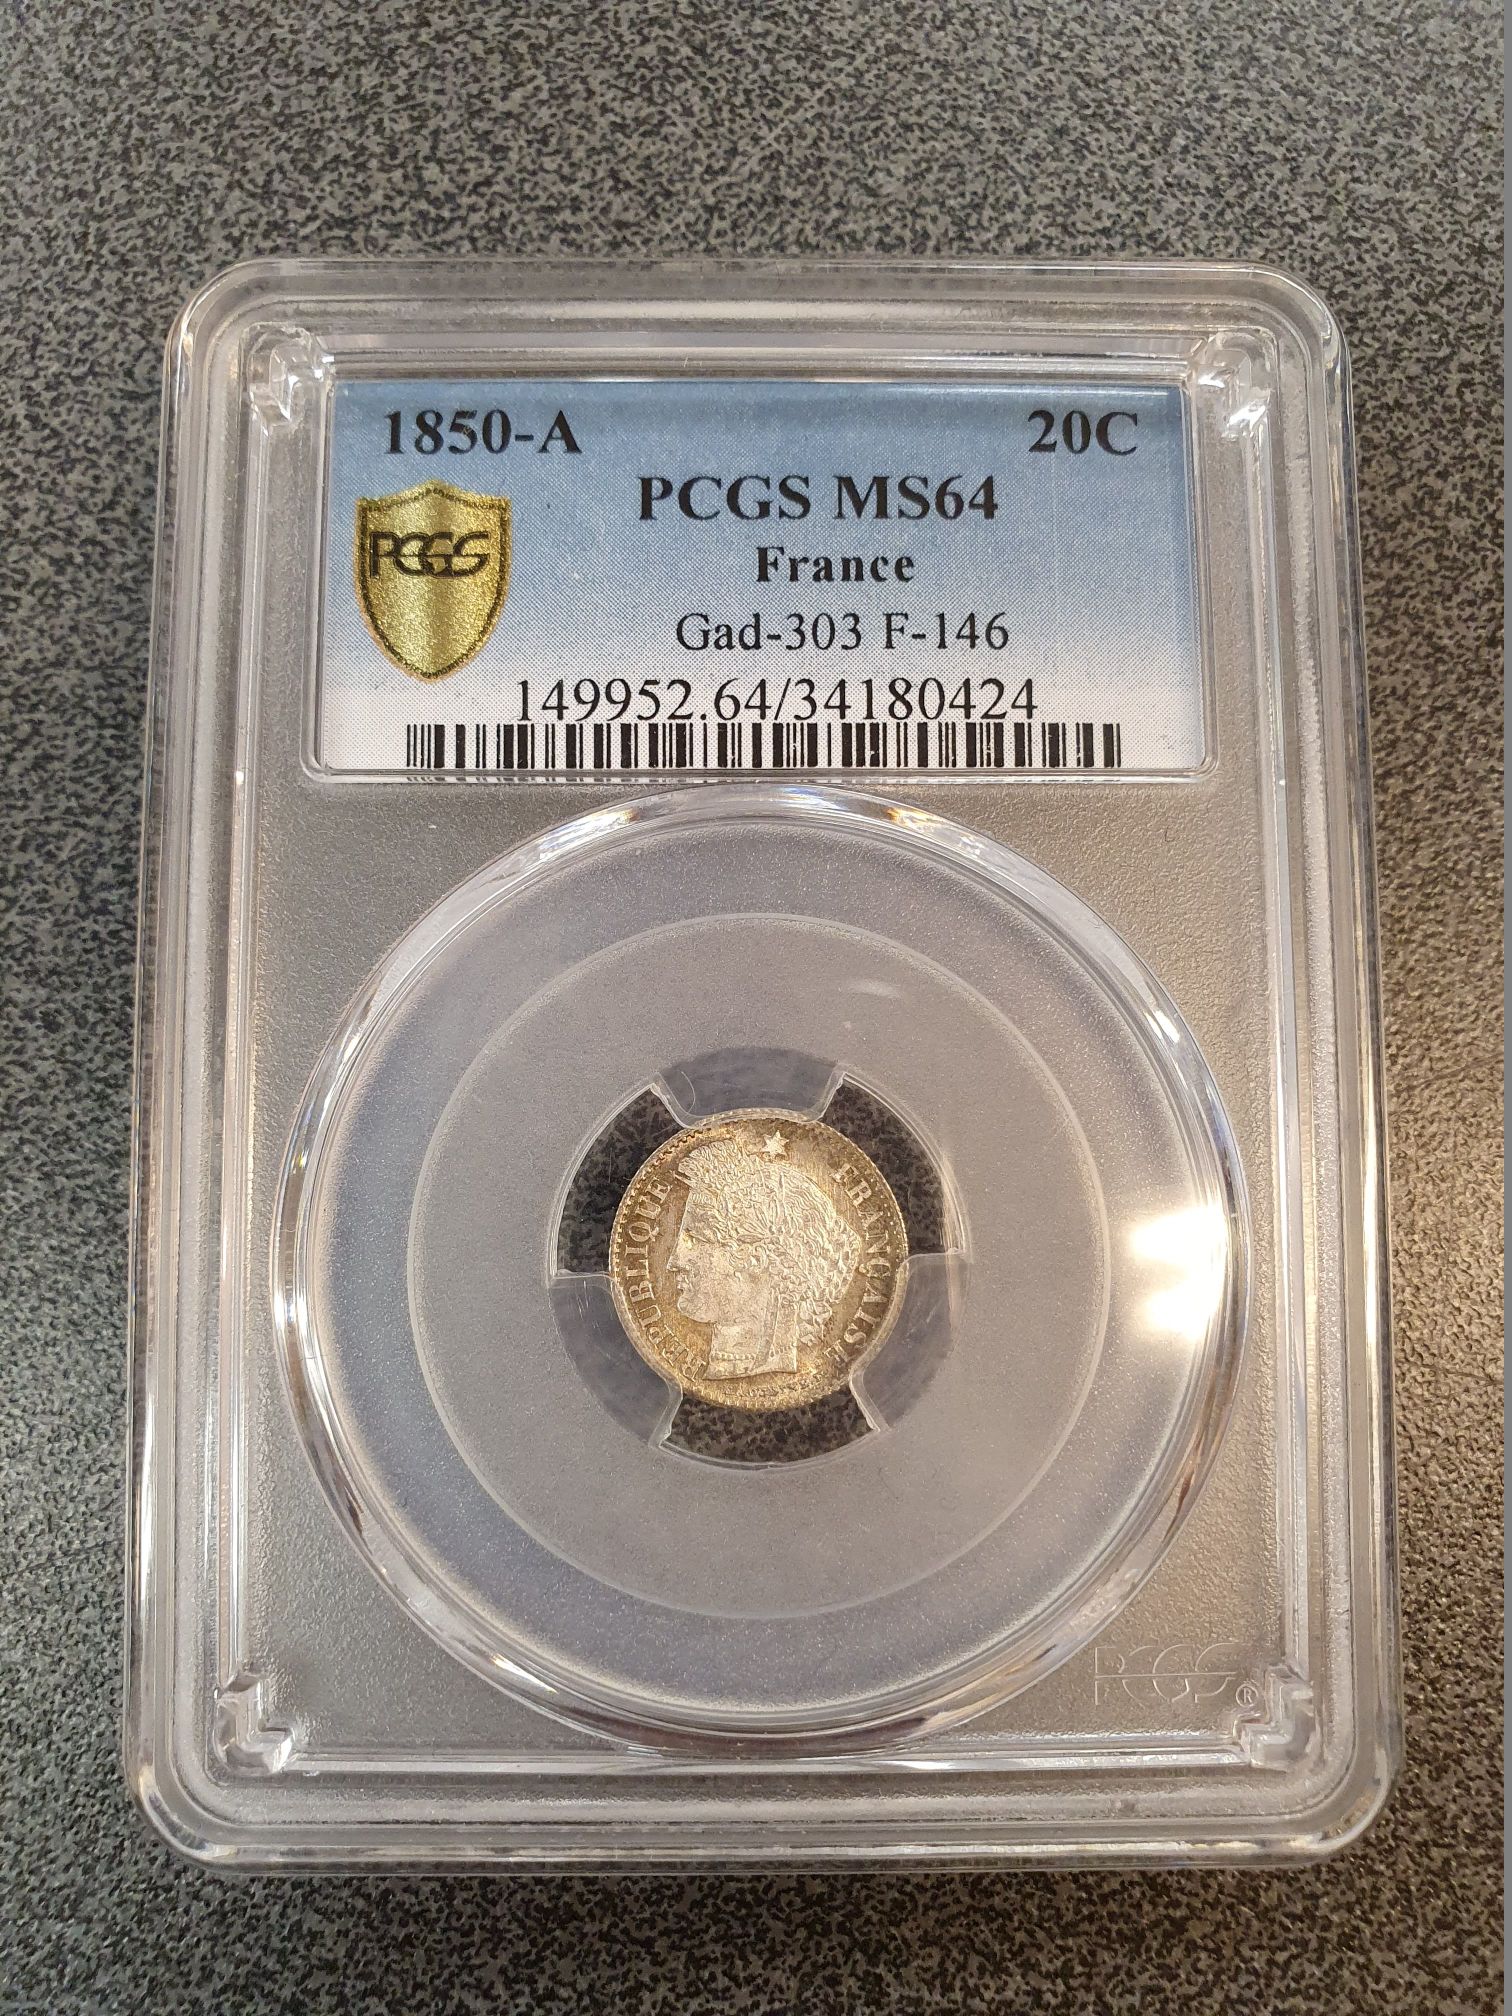 1850-A 20C
PCGS MS64
PCGS
France
Gad-303 F-146
149952.64/34180424
REPUBLIQUE FRANÇAISE
PCGS®